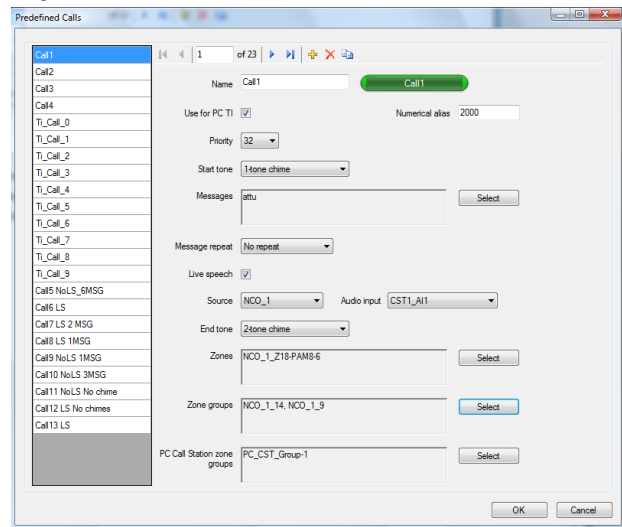 Predefined Calls
Call1
Call2
Call3
Call4
Ti_Call_0
Ti_Call_1
Ti_Call_2
Ti_Call_3
Ti_Call_4
Ti_Call_5
Ti_Call_6
Ti_Call_7
Ti_Call_8
Ti_Call_9
Call5 NoLS_6MSG
Call6 LS
Call7 LS 2 MSG
Call8 LS 1MSG
Call9 NoLS 1MSG
Call10 NoLS 3MSG
Call11 NoLS No chime
Call12 LS No chimes
Call13 LS
1 of 23
Name Call1 Call1
Use for PC TI Numerical alias 2000
Priority 32
Start tone 1-tone chime
Messages attu Select
Message repeat No repeat
Live speech
Source NCO_1 Audio input CST1_AI1
End tone 2-tone chime
Zones NCO_1_Z18-PAM8-6 Select
Zone groups NCO_1_14, NCO_1_9 Select
PC Call Station zone
groups
PC_CST_Group-1 Select
OK Cancel